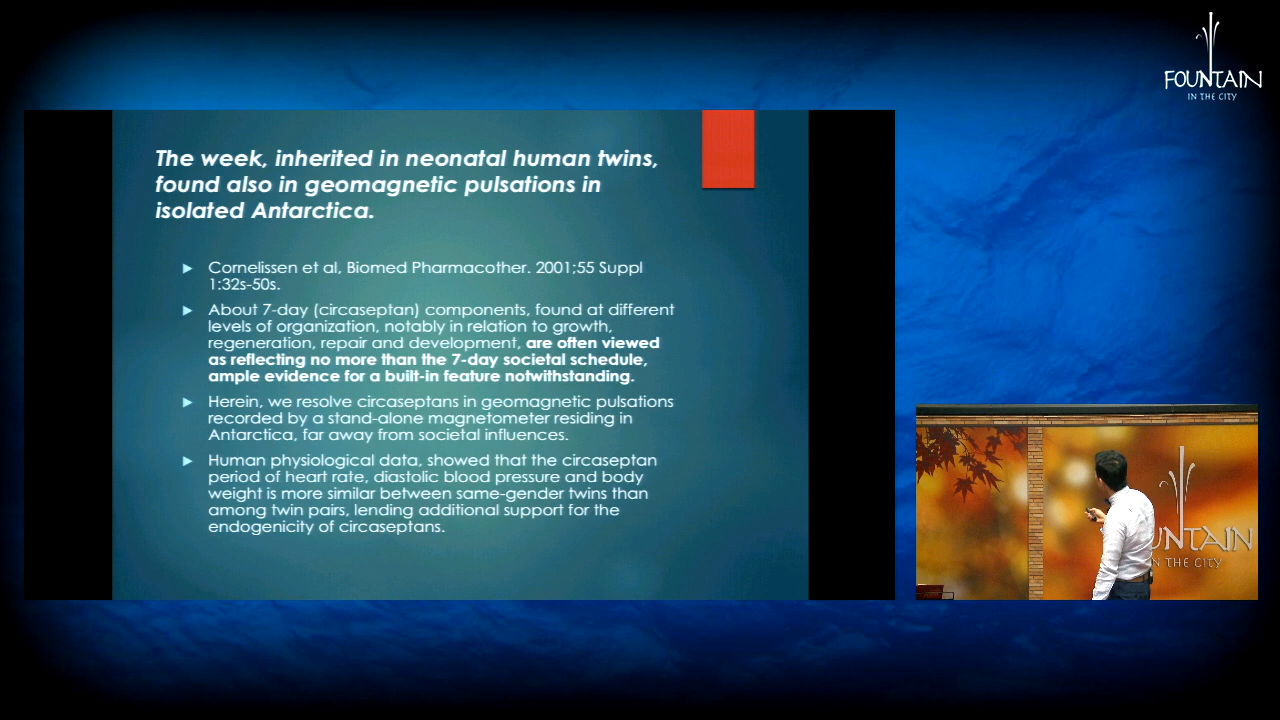 FOUNTAIN
IN THE CITY
The week, inherited in neonatal human twins,
found also in geomagnetic pulsations in
isolated Antarctica.
Cornelissen et al, Biomed Pharmacother. 2001;55 Suppl
1:32s-50s.
About 7-day (circaseptan) components, found at different
levels of organization, notably in relation to growth,
regeneration, repair and development, are often viewed
as reflecting no more than the 7-day societal schedule,
ample evidence for a built-in feature notwithstanding.
Herein, we resolve circaseptans in geomagnetic pulsations
recorded by a stand-alone magnetometer residing in
Antarctica, far away from societal influences.
Human physiological data, showed that the circaseptan
period of heart rate, diastolic blood pressure and body
weight is more similar between same-gender twins than
among twin pairs, lending additional support for the
endogenicity of circaseptans.
UNTAIN
N THE CITY